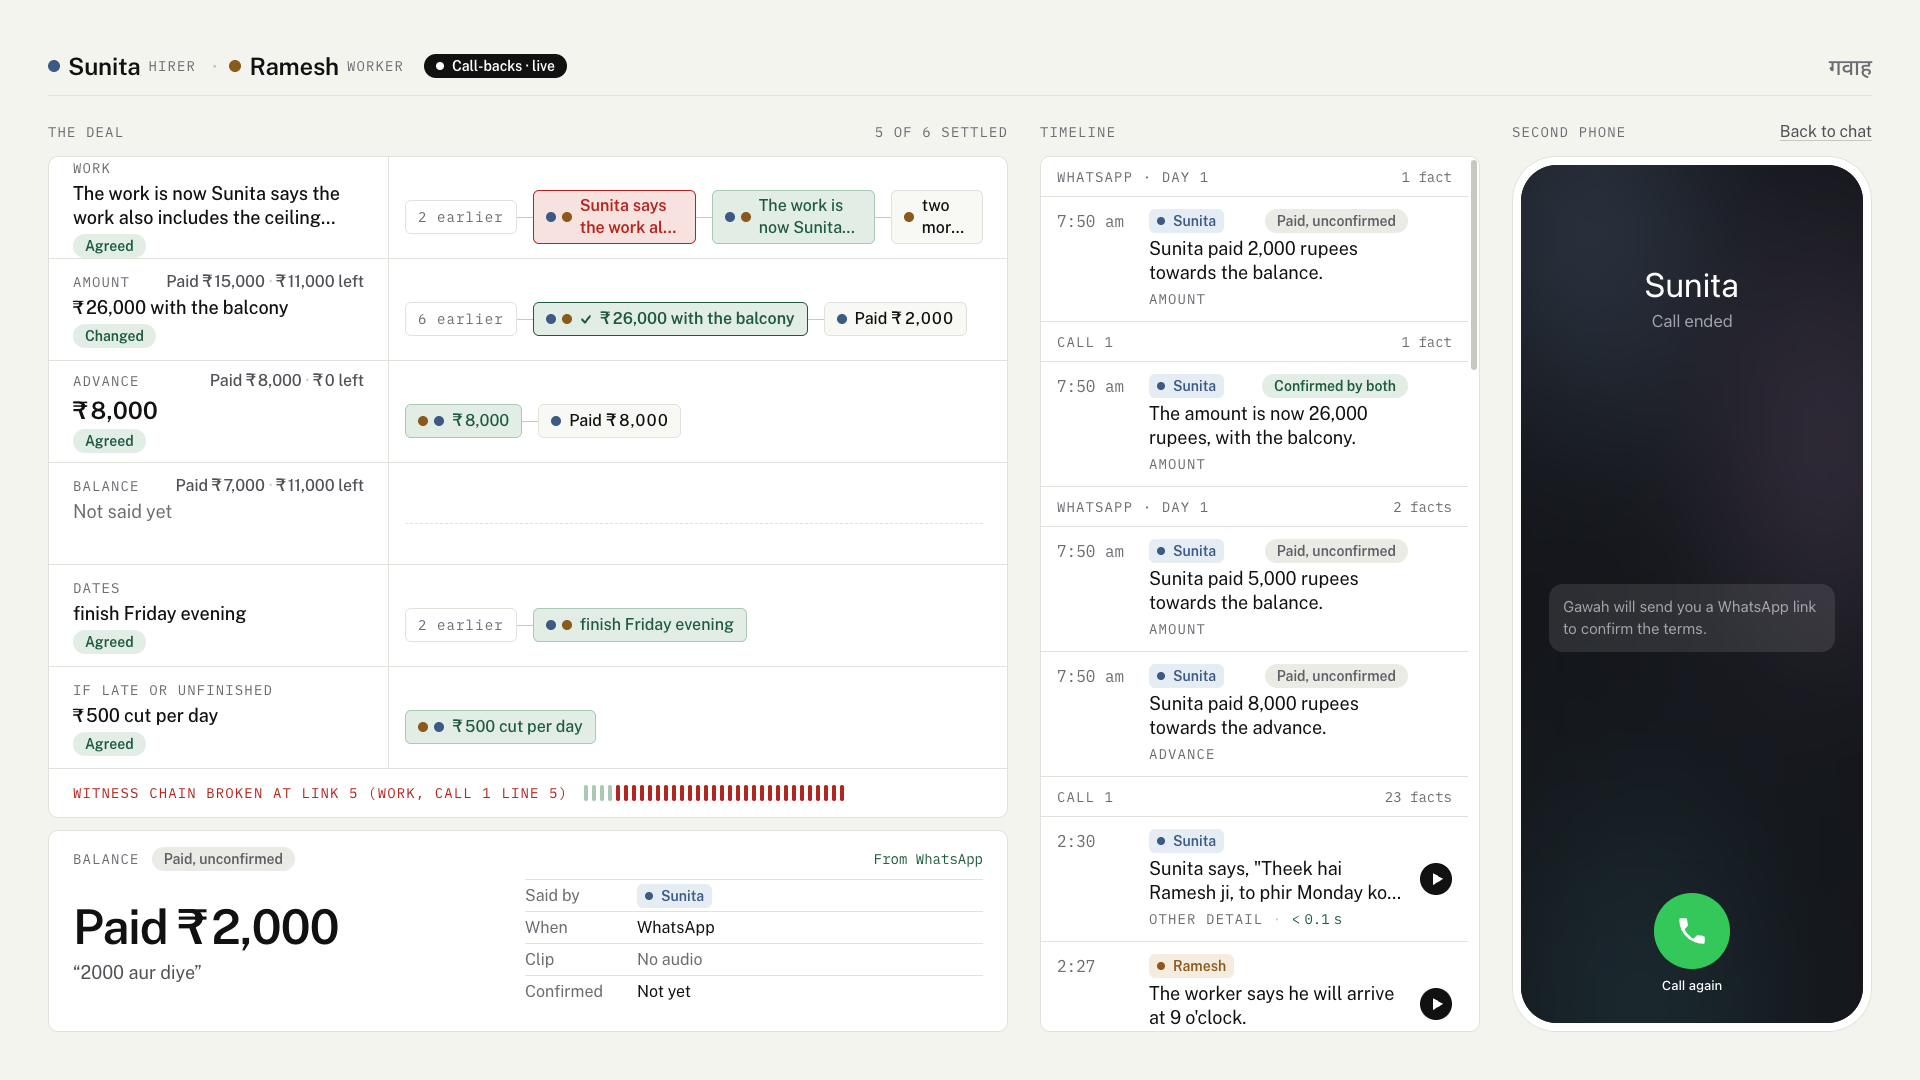 Sunita HIRER · Ramesh WORKER Call-backs · live
गवाह
THE DEAL
5 OF 6 SETTLED
WORK
The work is now Sunita says the
work also includes the ceiling...
Agreed
2 earlier
Sunita says
the work al...
The work is
now Sunita...
two
mor...
AMOUNT
Paid ₹15,000 · ₹11,000 left
₹26,000 with the balcony
Changed
6 earlier
₹26,000 with the balcony
Paid ₹2,000
ADVANCE
Paid ₹8,000 · ₹0 left
₹8,000
Agreed
₹8,000
Paid ₹8,000
BALANCE
Paid ₹7,000 · ₹11,000 left
Not said yet
DATES
finish Friday evening
Agreed
2 earlier
finish Friday evening
IF LATE OR UNFINISHED
₹500 cut per day
Agreed
₹500 cut per day
WITNESS CHAIN BROKEN AT LINK 5 (WORK, CALL 1 LINE 5)
BALANCE
Paid, unconfirmed
From WhatsApp
Paid ₹2,000
“2000 aur diye”
Said by Sunita
When WhatsApp
Clip No audio
Confirmed Not yet
TIMELINE
WHATSAPP · DAY 1 1 fact
7:50 am Sunita Paid, unconfirmed
Sunita paid 2,000 rupees
towards the balance.
AMOUNT
CALL 1 1 fact
7:50 am Sunita Confirmed by both
The amount is now 26,000
rupees, with the balcony.
AMOUNT
WHATSAPP · DAY 1 2 facts
7:50 am Sunita Paid, unconfirmed
Sunita paid 5,000 rupees
towards the balance.
AMOUNT
7:50 am Sunita Paid, unconfirmed
Sunita paid 8,000 rupees
towards the advance.
ADVANCE
CALL 1 23 facts
2:30 Sunita
Sunita says, "Theek hai
Ramesh ji, to phir Monday ko...
OTHER DETAIL · <0.1 s
2:27 Ramesh
The worker says he will arrive
at 9 o'clock.
SECOND PHONE
Back to chat
Sunita
Call ended
Gawah will send you a WhatsApp link
to confirm the terms.
Call again